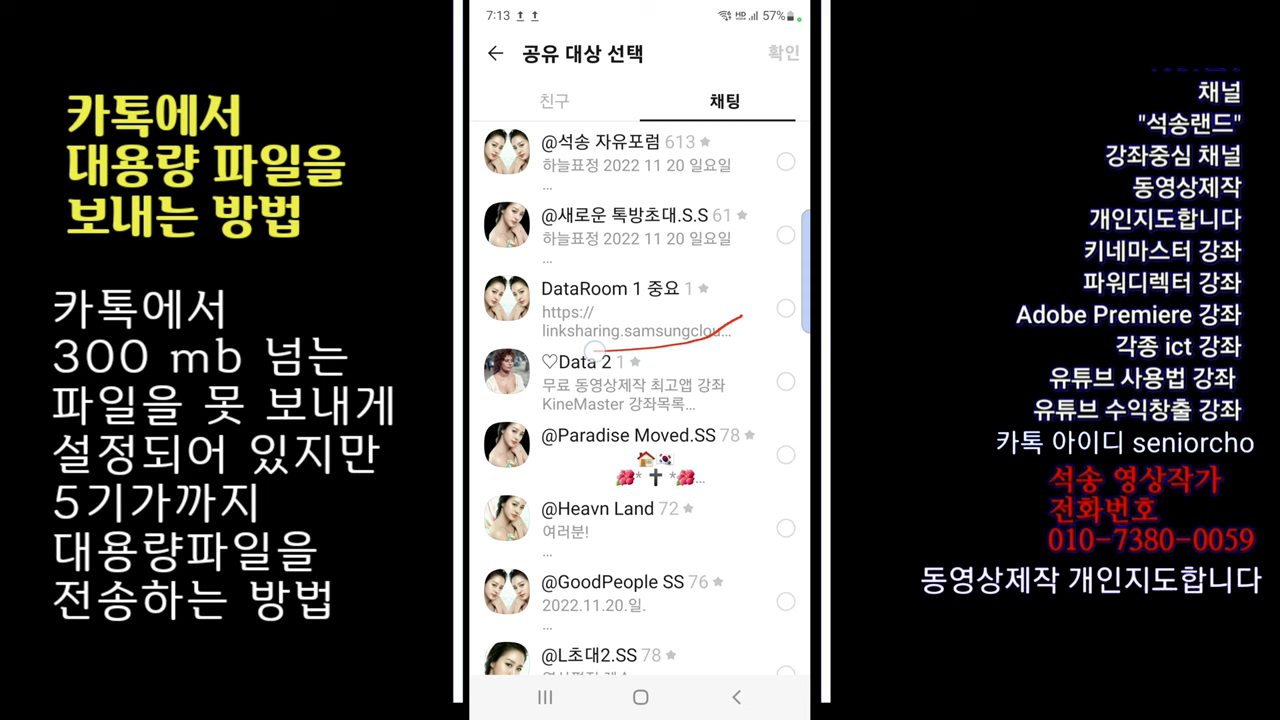 카톡에서
대용량 파일을
보내는 방법
카톡에서
300 mb 넘는
파일을 못 보내게
설정되어 있지만
5기가까지
대용량파일을
전송하는 방법
7:13
57%
공유 대상 선택
확인
친구
채팅
@석송 자유포럼 613
하늘표정 2022 11 20 일요일
...
@새로운 톡방초대.S.S 61
하늘표정 2022 11 20 일요일
...
DataRoom 1 중요 1
https://
linksharing.samsungclou...
♡Data 2 1
무료 동영상제작 최고앱 강좌
KineMaster 강좌목록...
@Paradise Moved.SS 78
🏠🇰🇷
🌺* ✝ *🌺...
@Heavn Land 72
여러분!
...
@GoodPeople SS 76
2022.11.20.일.
...
@L초대2.SS 78
채널
"석송랜드"
강좌중심 채널
동영상제작
개인지도합니다
키네마스터 강좌
파워디렉터 강좌
Adobe Premiere 강좌
각종 ict 강좌
유튜브 사용법 강좌
유튜브 수익창출 강좌
카톡 아이디 seniorcho
석송 영상작가
전화번호
010-7380-0059
동영상제작 개인지도합니다